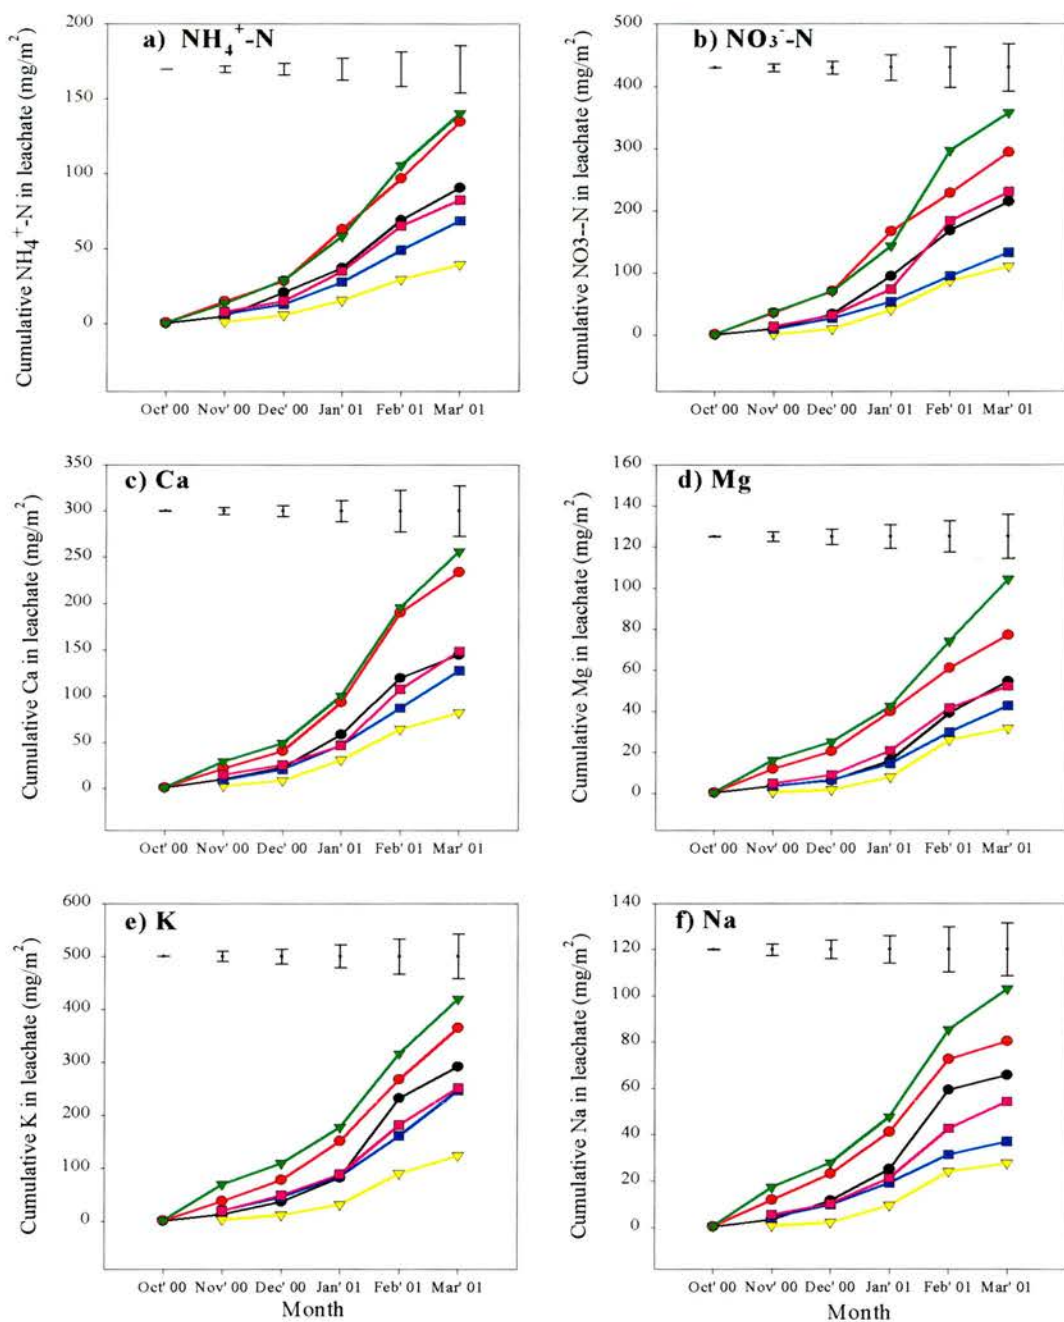 a) NH₄⁺-N
Cumulative NH₄⁺-N in leachate (mg/m²)
200
150
100
50
0
Oct' 00 Nov' 00 Dec' 00 Jan' 01 Feb' 01 Mar' 01
b) NO₃⁻-N
Cumulative NO3--N in leachate (mg/m²)
500
400
300
200
100
0
Oct' 00 Nov' 00 Dec' 00 Jan' 01 Feb' 01 Mar' 01
c) Ca
Cumulative Ca in leachate (mg/m²)
350
300
250
200
150
100
50
0
Oct' 00 Nov' 00 Dec' 00 Jan' 01 Feb' 01 Mar' 01
d) Mg
Cumulative Mg in leachate (mg/m²)
160
140
120
100
80
60
40
20
0
Oct' 00 Nov' 00 Dec' 00 Jan' 01 Feb' 01 Mar' 01
e) K
Cumulative K in leachate (mg/m²)
600
500
400
300
200
100
0
Oct' 00 Nov' 00 Dec' 00 Jan' 01 Feb' 01 Mar' 01
Month
f) Na
Cumulative Na in leachate (mg/m²)
140
120
100
80
60
40
20
0
Oct' 00 Nov' 00 Dec' 00 Jan' 01 Feb' 01 Mar' 01
Month